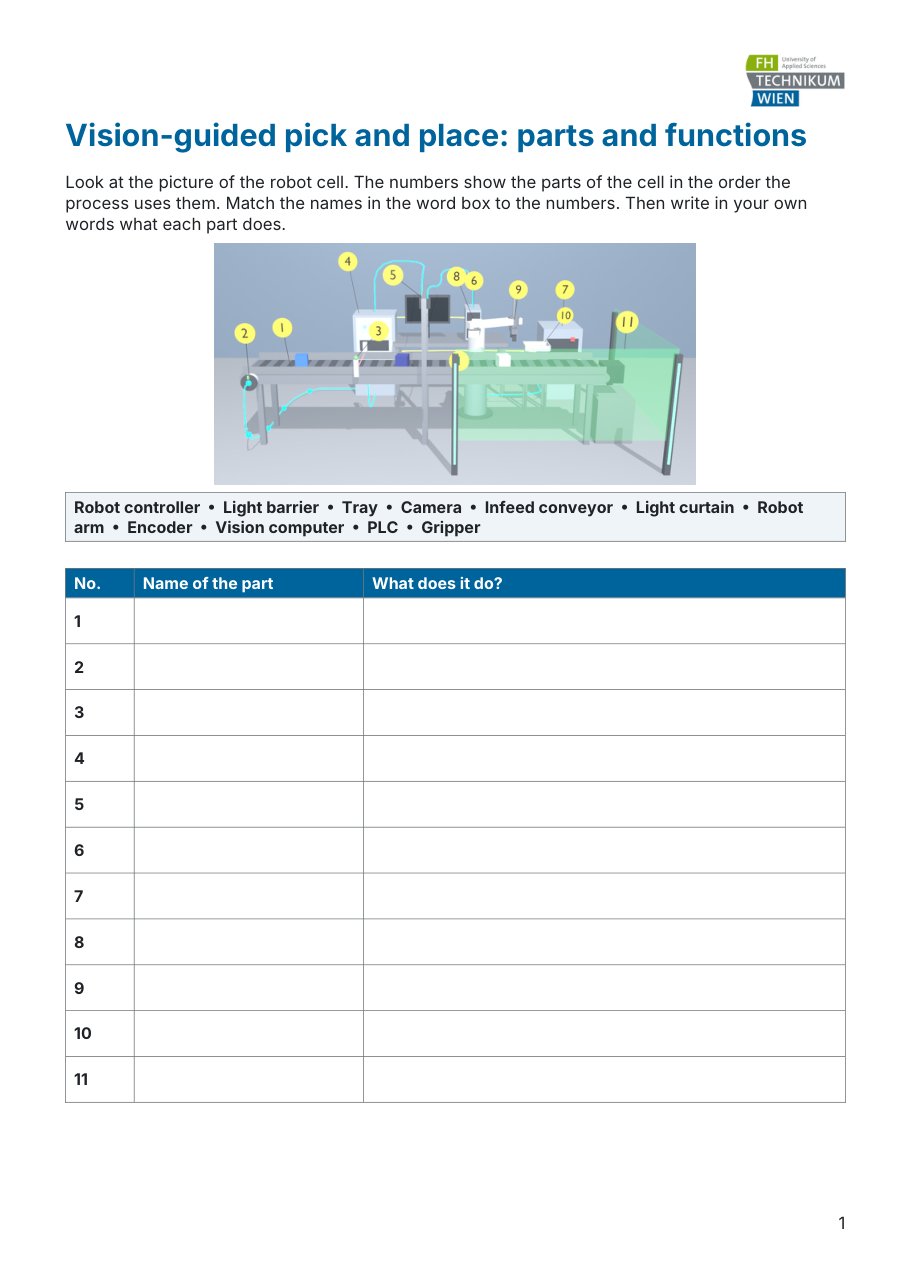 FH University of
Applied Sciences
TECHNIKUM
WIEN
Vision-guided pick and place: parts and functions
Look at the picture of the robot cell. The numbers show the parts of the cell in the order the
process uses them. Match the names in the word box to the numbers. Then write in your own
words what each part does.
4
5
8
6
9
7
10
11
2
1
3
Robot controller • Light barrier • Tray • Camera • Infeed conveyor • Light curtain • Robot
arm • Encoder • Vision computer • PLC • Gripper
No. Name of the part What does it do?
1
2
3
4
5
6
7
8
9
10
11
1